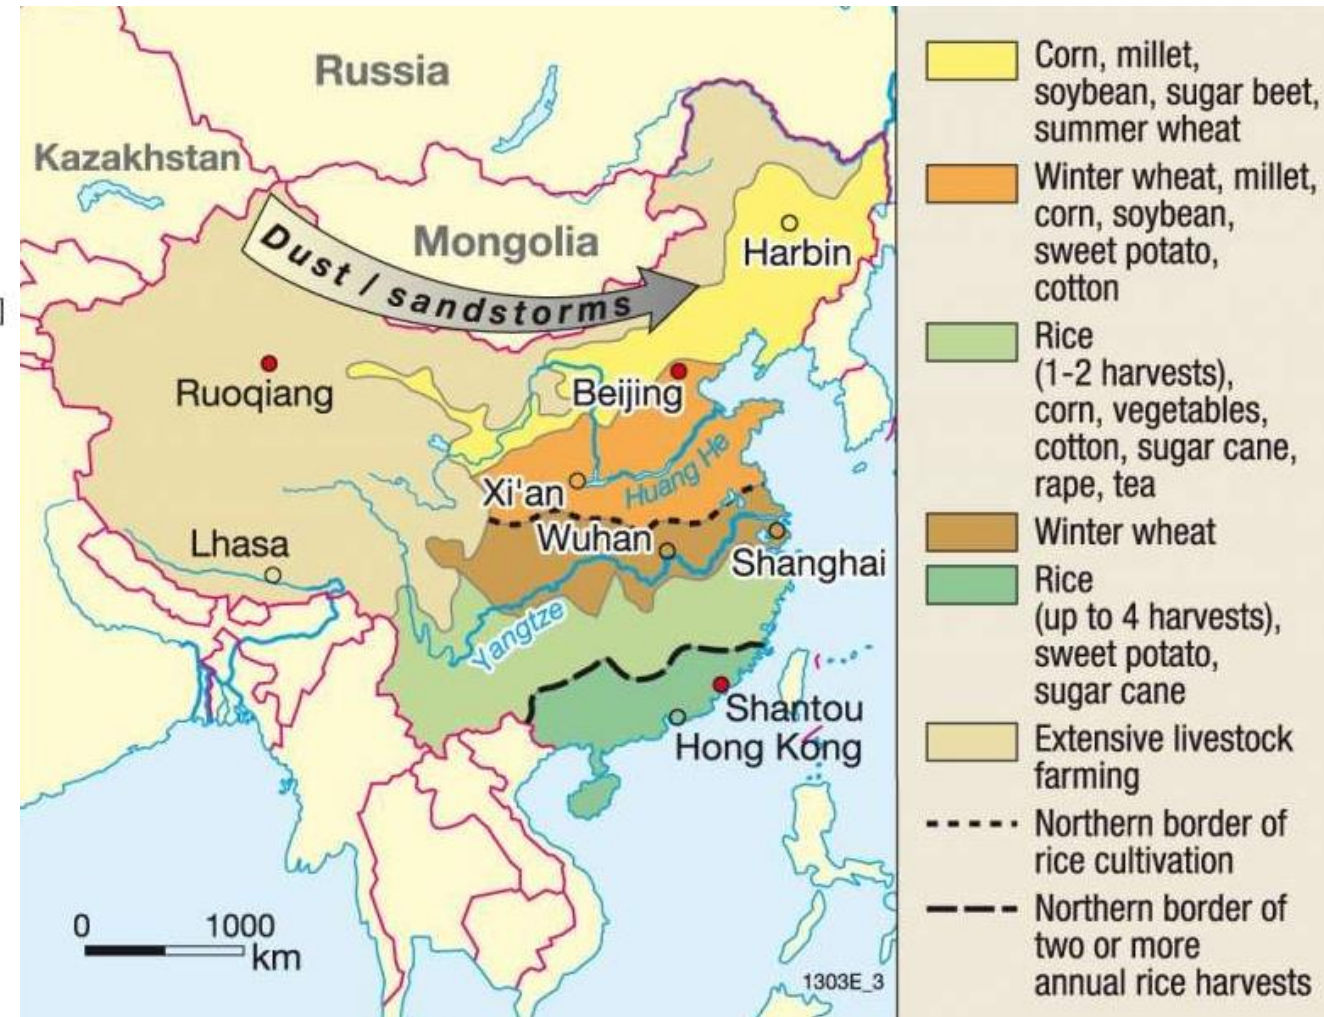 Russia
Kazakhstan
Mongolia
Dust / sandstorms
Harbin
Ruoqiang
Beijing
Xi'an
Huang He
Wuhan
Shanghai
Lhasa
Yangtze
Shantou
Hong Kong
0 1000
km
1303E_3
]
Corn, millet,
soybean, sugar beet,
summer wheat
Winter wheat, millet,
corn, soybean,
sweet potato,
cotton
Rice
(1-2 harvests),
corn, vegetables,
cotton, sugar cane,
rape, tea
Winter wheat
Rice
(up to 4 harvests),
sweet potato,
sugar cane
Extensive livestock
farming
Northern border of
rice cultivation
Northern border of
two or more
annual rice harvests